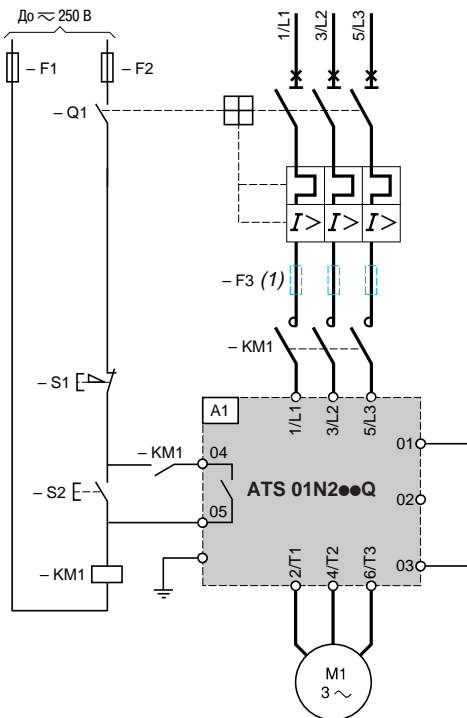 До ≂ 250 В
– F1
– F2
– Q1
1/L1
3/L2
5/L3
I>
I>
I>
– F3 (1)
– KM1
– S1
A1
1/L1
3/L2
5/L3
– KM1
04
01
ATS 01N2●●Q
– S2
05
02
– KM1
2/T1
4/T2
6/T3
03
M1
3 ~